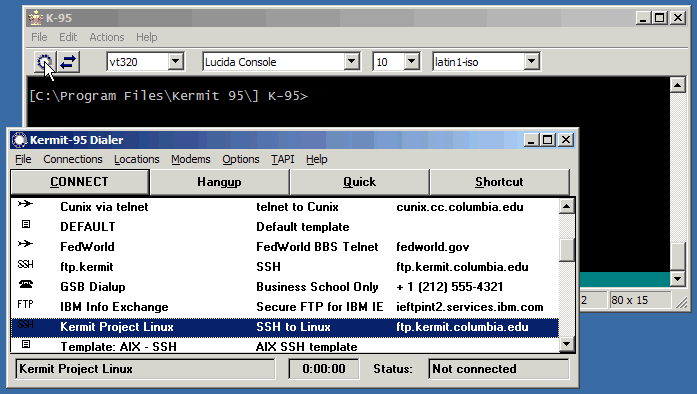 K-95
File Edit Actions Help
vt320 Lucida Console 10 latin1-iso
[C:\Program Files\Kermit 95\] K-95>
Kermit-95 Dialer
File Connections Locations Modems Options TAPI Help
CONNECT Hangup Quick Shortcut
Cunix via telnet telnet to Cunix cunix.cc.columbia.edu
DEFAULT Default template
FedWorld FedWorld BBS Telnet fedworld.gov
SSH ftp.kermit SSH ftp.kermit.columbia.edu
GSB Dialup Business School Only + 1 (212) 555-4321
FTP IBM Info Exchange Secure FTP for IBM IE ieftpint2.services.ibm.com
SSH Kermit Project Linux SSH to Linux ftp.kermit.columbia.edu
Template: AIX - SSH AIX SSH template
2 80 x 15
Kermit Project Linux 0:00:00 Status: Not connected